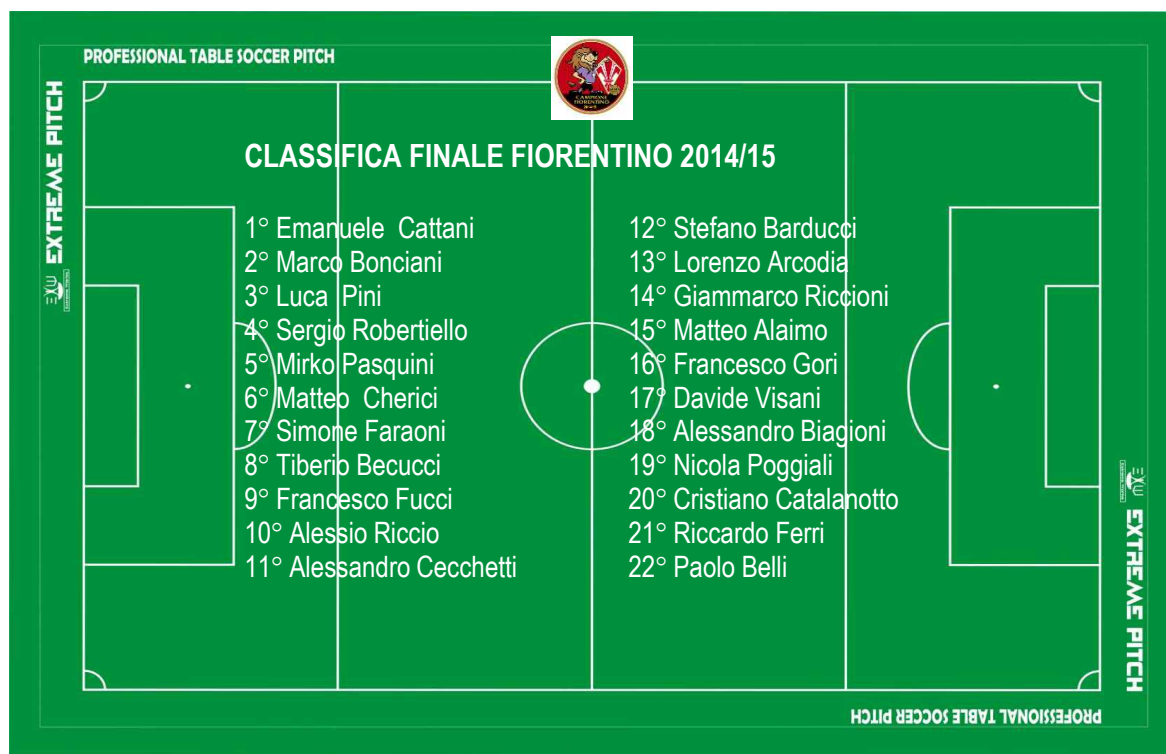 PROFESSIONAL TABLE SOCCER PITCH
EXTREME PITCH
CAMPIONE
FIORENTINO
CLASSIFICA FINALE FIORENTINO 2014/15
1° Emanuele Cattani
2° Marco Bonciani
3° Luca Pini
4° Sergio Robertiello
5° Mirko Pasquini
6° Matteo Cherici
7° Simone Faraoni
8° Tiberio Becucci
9° Francesco Fucci
10° Alessio Riccio
11° Alessandro Cecchetti
12° Stefano Barducci
13° Lorenzo Arcodia
14° Giammarco Riccioni
15° Matteo Alaimo
16° Francesco Gori
17° Davide Visani
18° Alessandro Biagioni
19° Nicola Poggiali
20° Cristiano Catalanotto
21° Riccardo Ferri
22° Paolo Belli
EXTREME PITCH
PROFESSIONAL TABLE SOCCER PITCH